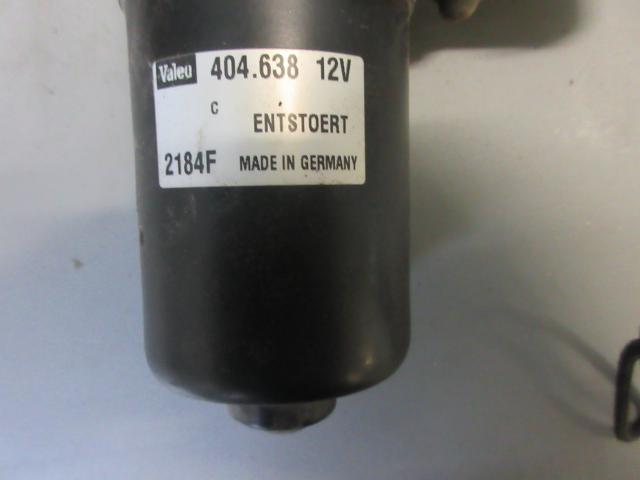 Valeo 404.638 12V
C
ENTSTOERT
2184F MADE IN GERMANY